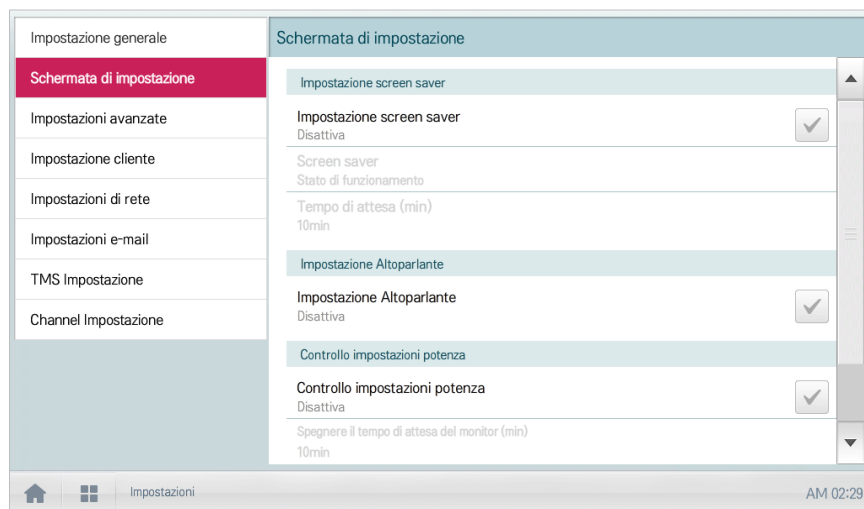 Impostazione generale
Schermata di impostazione
Impostazioni avanzate
Impostazione cliente
Impostazioni di rete
Impostazioni e-mail
TMS Impostazione
Channel Impostazione
Schermata di impostazione
Impostazione screen saver
Impostazione screen saver
Disattiva
Screen saver
Stato di funzionamento
Tempo di attesa (min)
10min
Impostazione Altoparlante
Impostazione Altoparlante
Disattiva
Controllo impostazioni potenza
Controllo impostazioni potenza
Disattiva
Spegnere il tempo di attesa del monitor (min)
10min
Impostazioni
AM 02:29